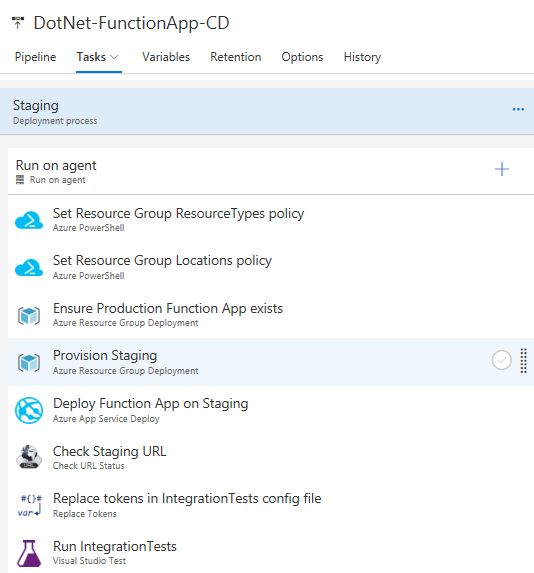 DotNet-FunctionApp-CD
Pipeline Tasks Variables Retention Options History
Staging
Deployment process
Run on agent
Run on agent
Set Resource Group ResourceTypes policy
Azure PowerShell
Set Resource Group Locations policy
Azure PowerShell
Ensure Production Function App exists
Azure Resource Group Deployment
Provision Staging
Azure Resource Group Deployment
Deploy Function App on Staging
Azure App Service Deploy
Check Staging URL
Check URL Status
#{}# Replace tokens in IntegrationTests config file
var Replace Tokens
Run IntegrationTests
Visual Studio Test